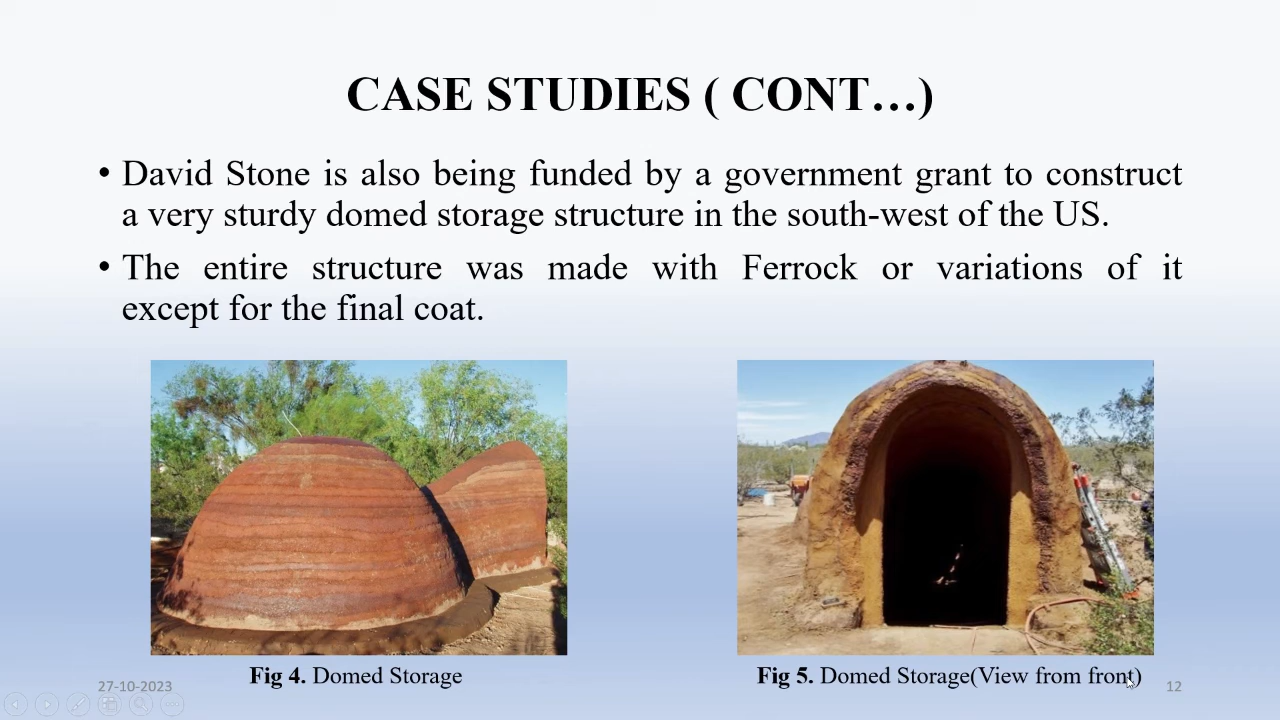 CASE STUDIES ( CONT…)
• David Stone is also being funded by a government grant to construct
a very sturdy domed storage structure in the south-west of the US.
• The entire structure was made with Ferrock or variations of it
except for the final coat.
Fig 4. Domed Storage
Fig 5. Domed Storage(View from front)
27-10-2023
12